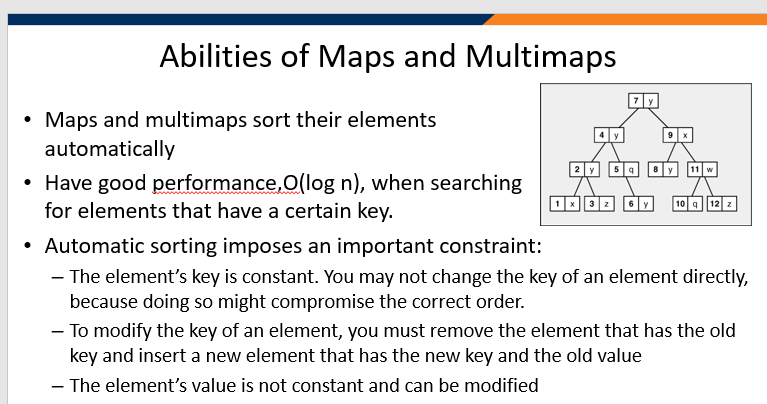 Abilities of Maps and Multimaps
• Maps and multimaps sort their elements
automatically
• Have good performance,O(log n), when searching
for elements that have a certain key.
• Automatic sorting imposes an important constraint:
– The element's key is constant. You may not change the key of an element directly,
because doing so might compromise the correct order.
– To modify the key of an element, you must remove the element that has the old
key and insert a new element that has the new key and the old value
– The element's value is not constant and can be modified
7 y
4 y 9 x
2 y 5 q 8 y 11 w
1 x 3 z 6 y 10 q 12 z